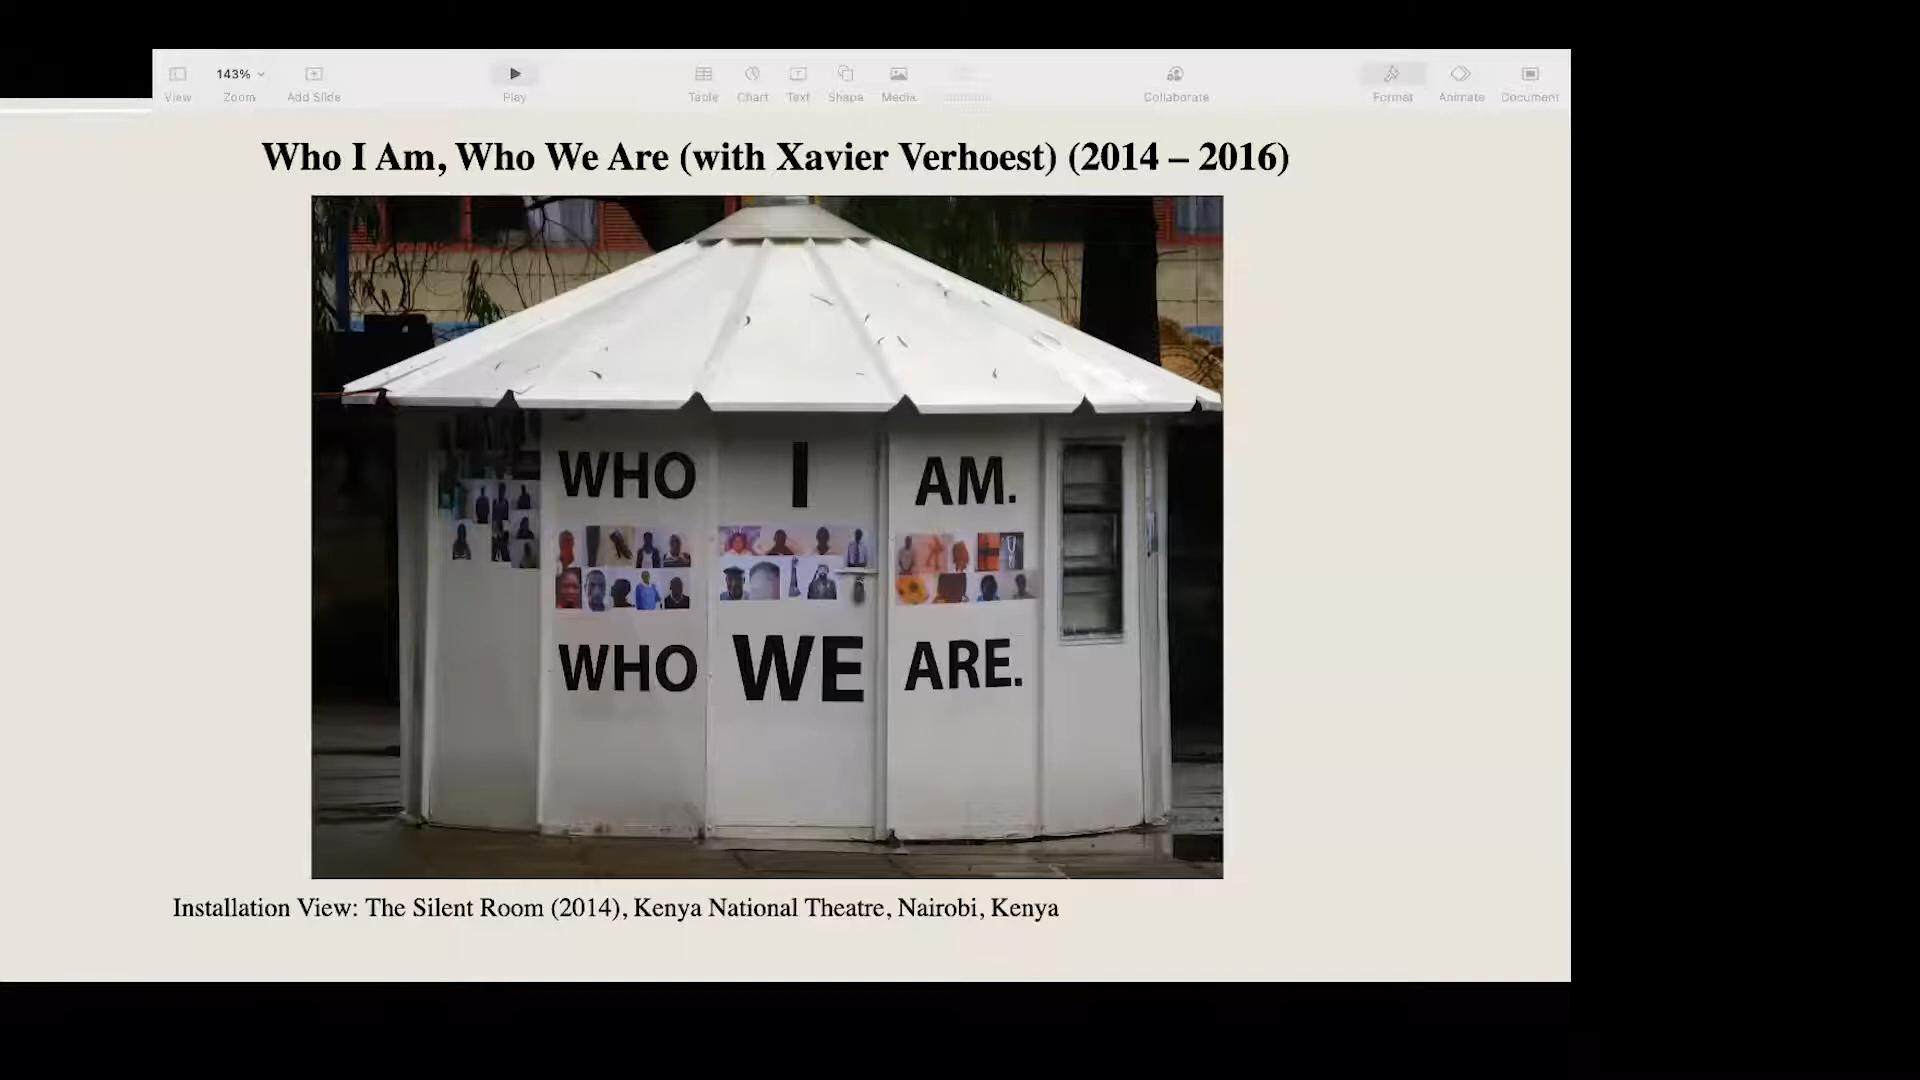 143%
View
Zoom
Add Slide
Play
Table
Chart
Text
Shape
Media
Collaborate
Format
Animate
Document
Who I Am, Who We Are (with Xavier Verhoest) (2014 – 2016)
WHO I AM.
WHO WE ARE.
Installation View: The Silent Room (2014), Kenya National Theatre, Nairobi, Kenya